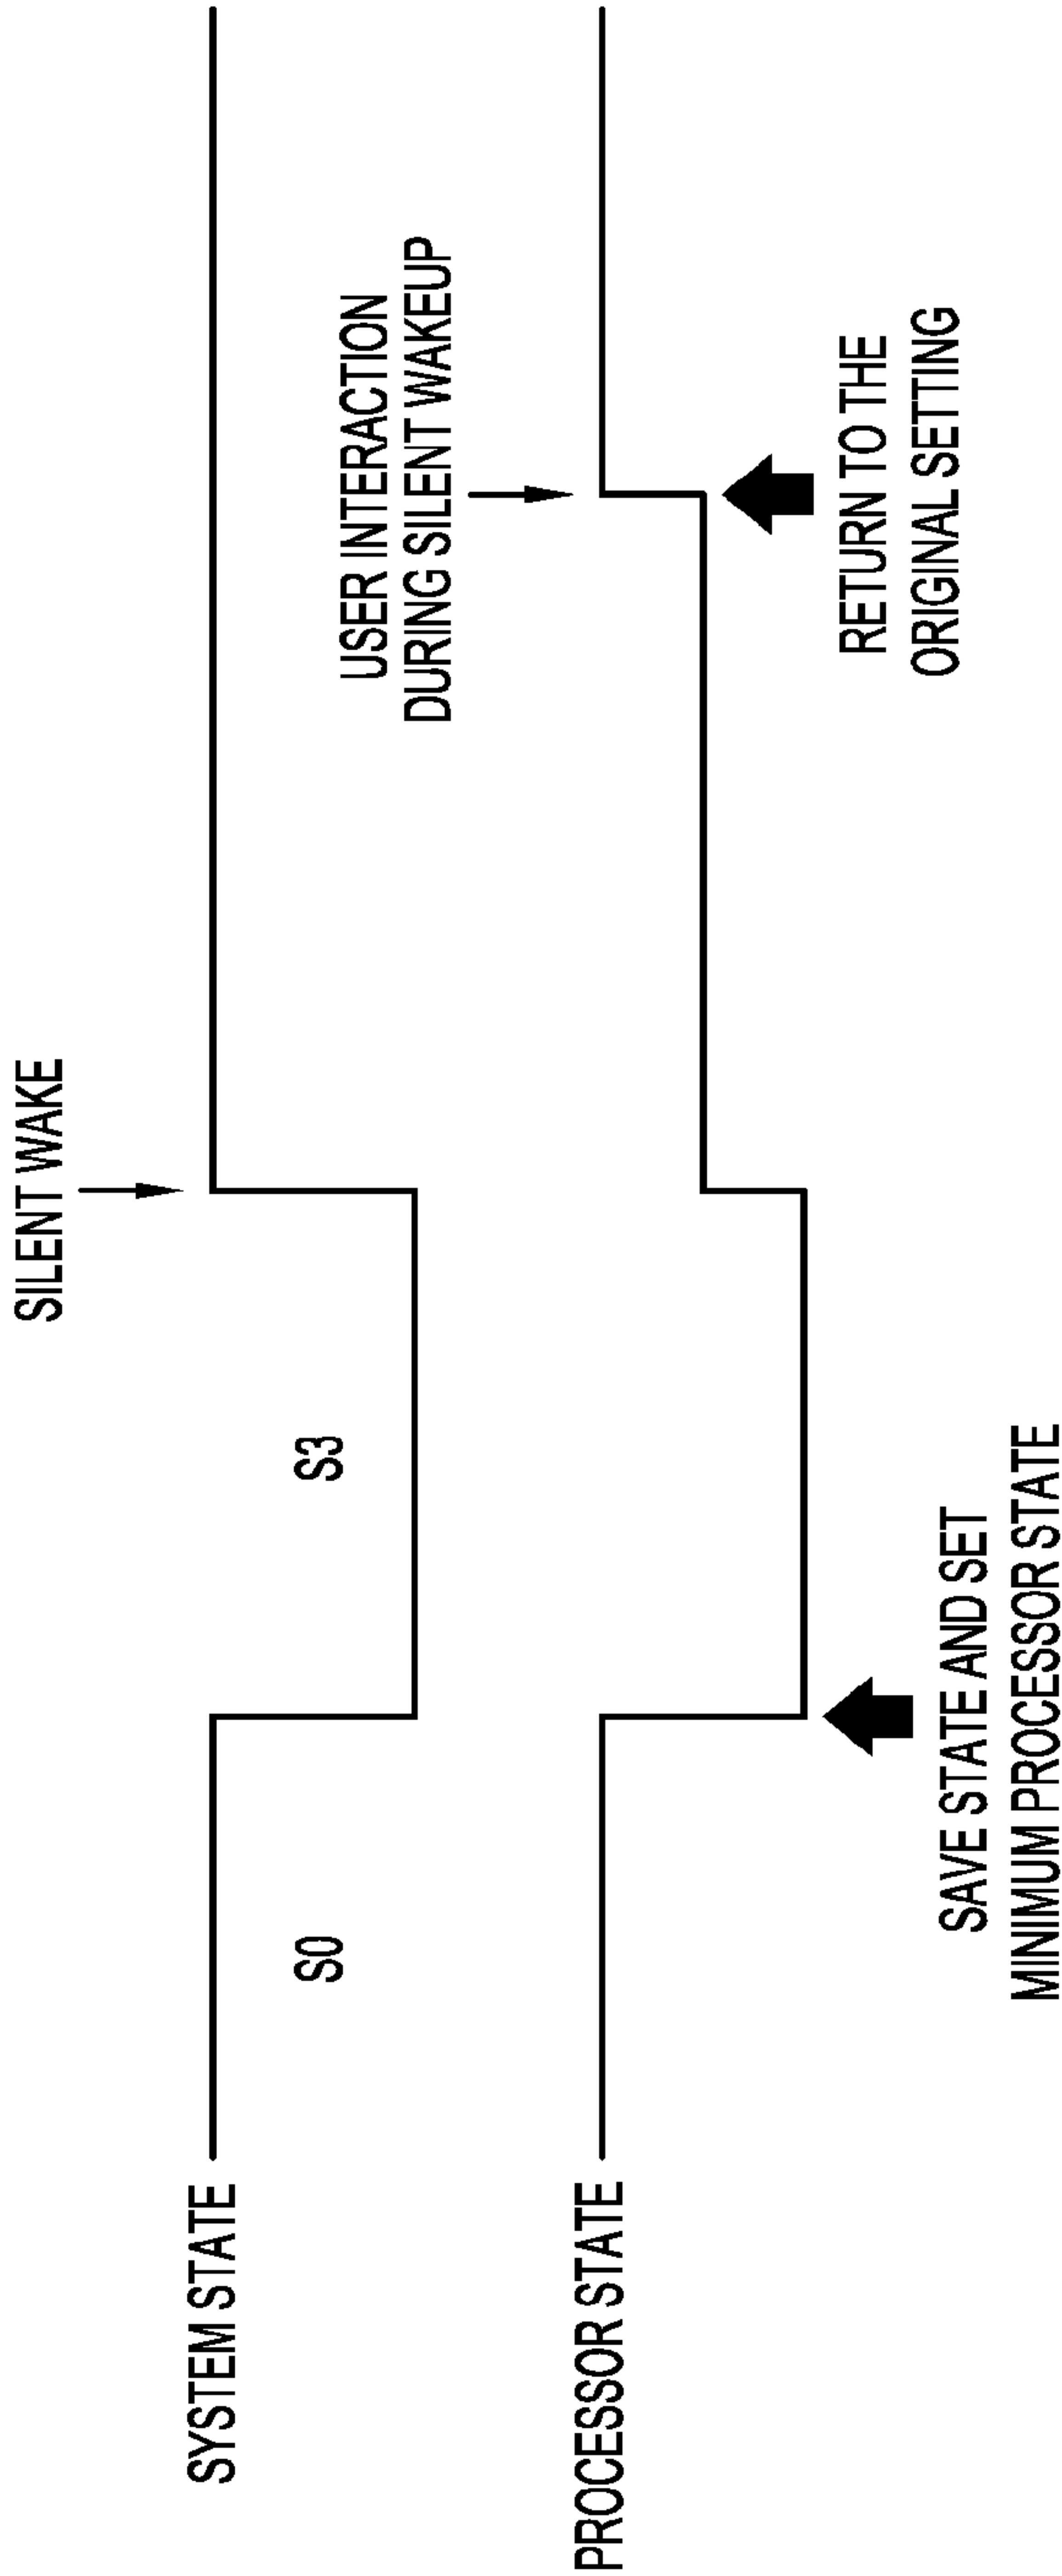 SILENT WAKE
SYSTEM STATE
S0
S3
USER INTERACTION
DURING SILENT WAKEUP
PROCESSOR STATE
RETURN TO THE
ORIGINAL SETTING
SAVE STATE AND SET
MINIMUM PROCESSOR STATE